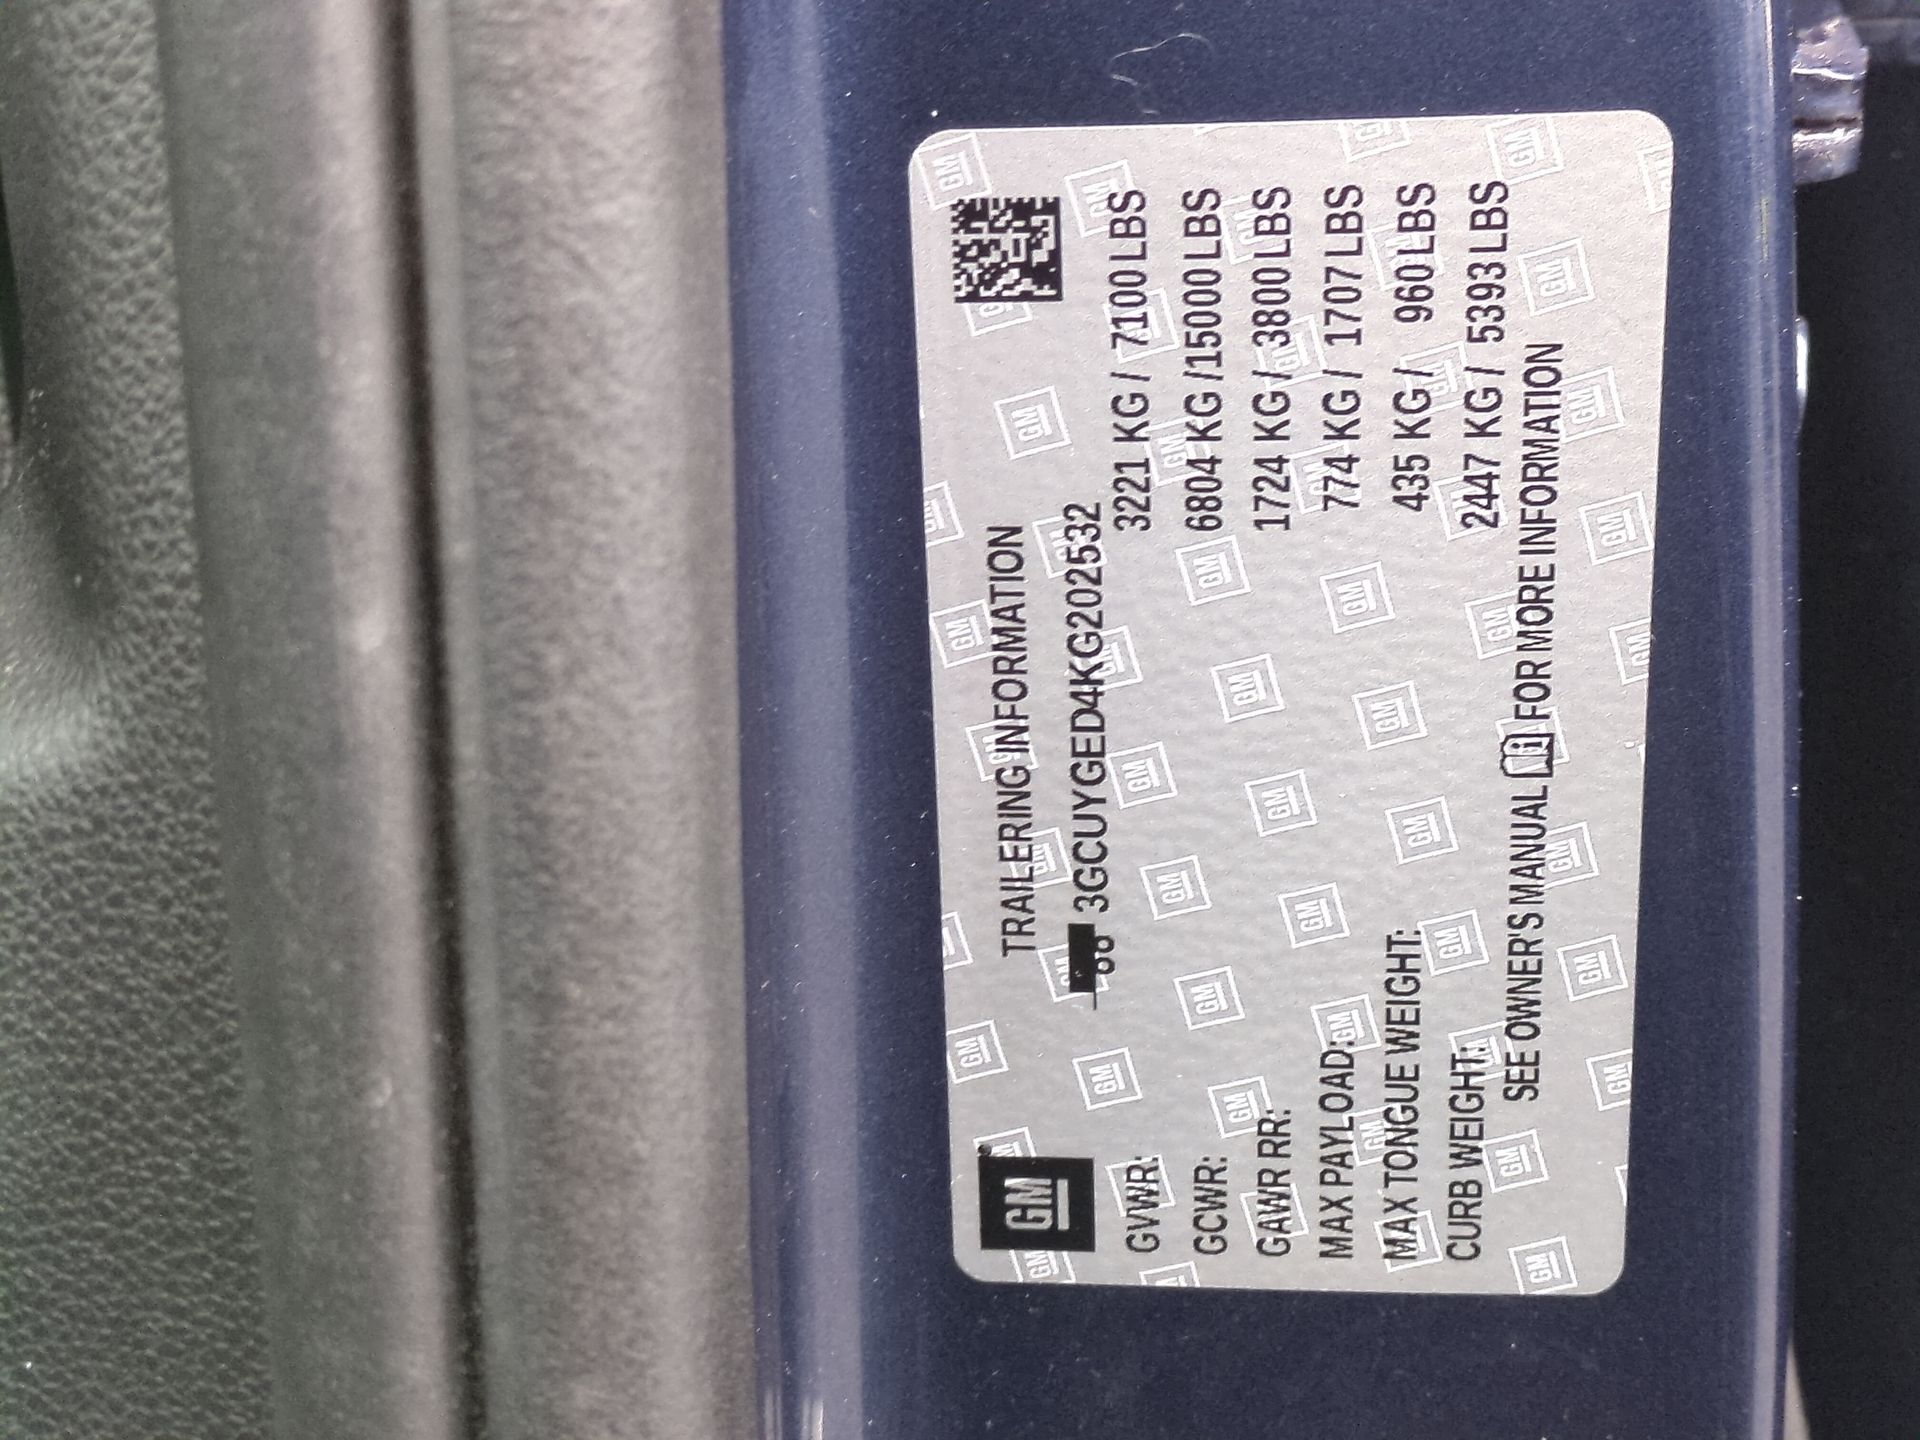 GM
TRAILERING INFORMATION
3GCUYGED4KG202532
GVWR: 3221 KG / 7100 LBS
GCWR: 6804 KG / 15000 LBS
GAWR RR: 1724 KG / 3800 LBS
MAX PAYLOAD: 774 KG / 1707 LBS
MAX TONGUE WEIGHT: 435 KG / 960 LBS
CURB WEIGHT: 2447 KG / 5393 LBS
SEE OWNER'S MANUAL i FOR MORE INFORMATION